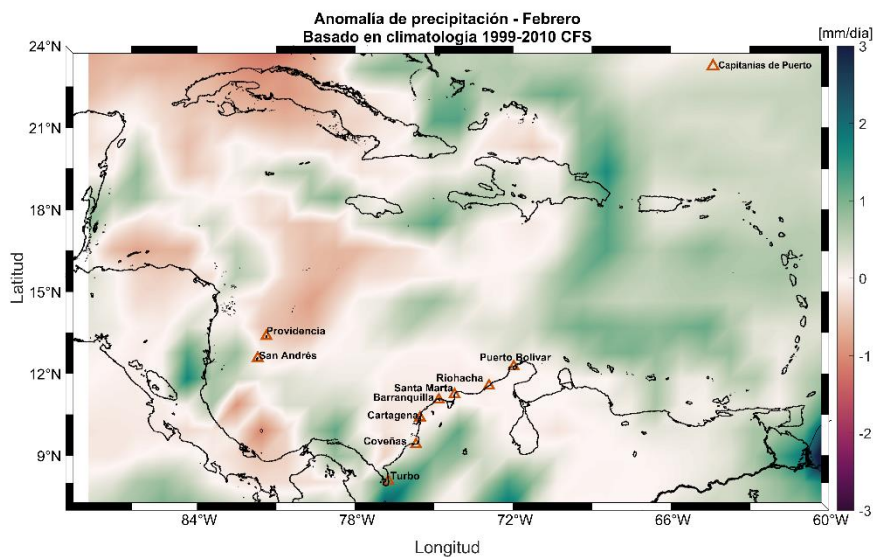 Anomalía de precipitación - Febrero
Basado en climatología 1999-2010 CFS
[mm/día]
24°N
21°N
18°N
15°N
12°N
9°N
Latitud
Capitanías de Puerto
Providencia
San Andrés
Puerto Bolívar
Riohacha
Santa Marta
Barranquilla
Cartagena
Coveñas
Turbo
3
2
1
0
-1
-2
-3
84°W
78°W
72°W
66°W
60°W
Longitud